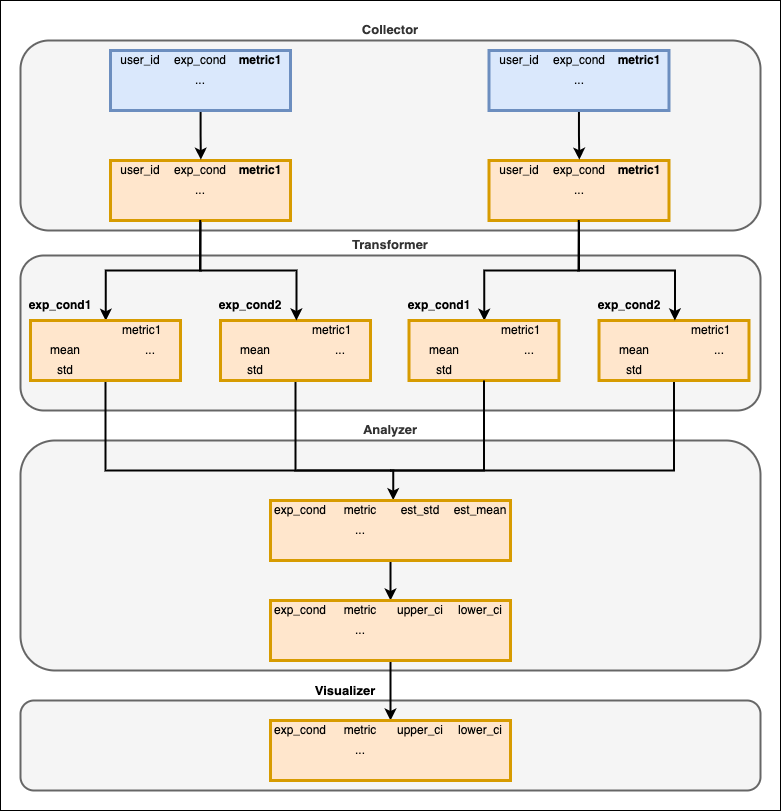 Collector
user_id exp_cond metric1 user_id exp_cond metric1
... ...
user_id exp_cond metric1 user_id exp_cond metric1
... ...
Transformer
exp_cond1 exp_cond2 exp_cond1 exp_cond2
metric1 metric1 metric1 metric1
mean ... mean ... mean ... mean ...
std std std std
Analyzer
exp_cond metric est_std est_mean
...
exp_cond metric upper_ci lower_ci
...
Visualizer
exp_cond metric upper_ci lower_ci
...